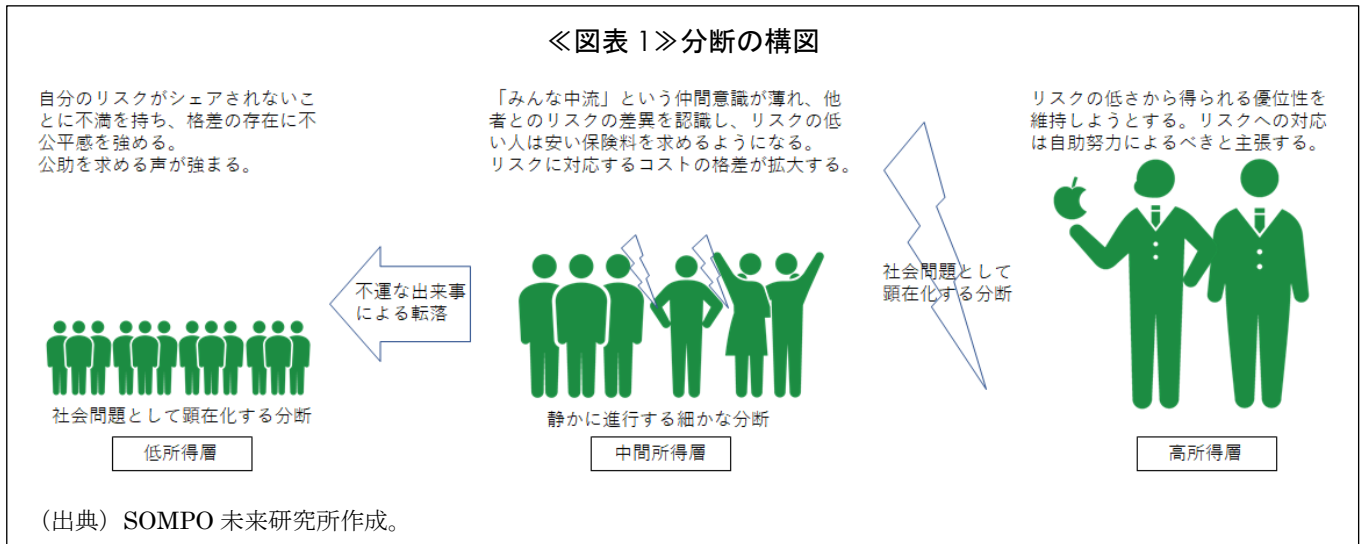 ≪図表 1≫分断の構図
自分のリスクがシェアされないこ
とに不満を持ち、格差の存在に不
公平感を強める。
公助を求める声が強まる。
「みんな中流」という仲間意識が薄れ、他
者とのリスクの差異を認識し、リスクの低
い人は安い保険料を求めるようになる。
リスクに対応するコストの格差が拡大する。
リスクの低さから得られる優位性を
維持しようとする。リスクへの対応
は自助努力によるべきと主張する。
不運な出来事
による転落
社会問題として
顕在化する分断
社会問題として顕在化する分断
静かに進行する細かな分断
低所得層
中間所得層
高所得層
（出典）SOMPO 未来研究所作成。